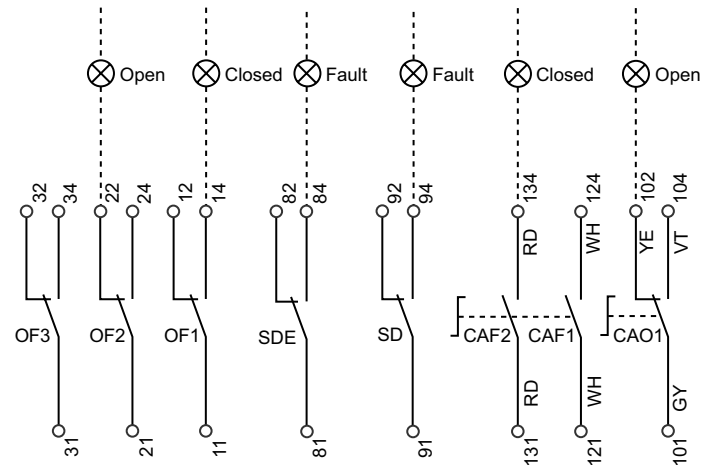 Open Closed Fault Fault Closed Open
32 34 22 24 12 14 82 84 92 94 134 124 102 104
RD WH YE VT
OF3 OF2 OF1 SDE SD CAF2 CAF1 CAO1
RD WH GY
31 21 11 81 91 131 121 101